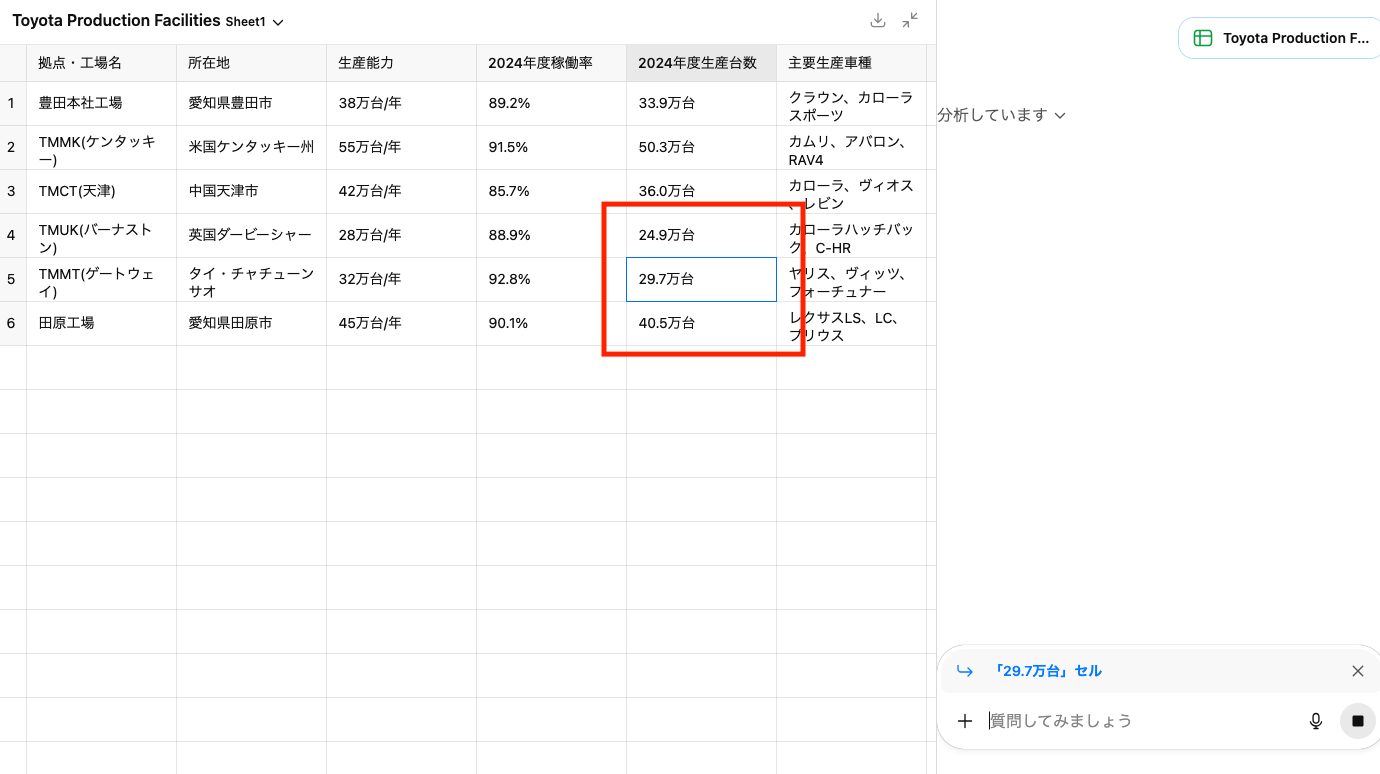 Toyota Production Facilities Sheet1
Toyota Production F...
拠点・工場名 所在地 生産能力 2024年度稼働率 2024年度生産台数 主要生産車種
1 豊田本社工場 愛知県豊田市 38万台/年 89.2% 33.9万台 クラウン、カローラ
スポーツ
2 TMMK(ケンタッキ
ー) 米国ケンタッキー州 55万台/年 91.5% 50.3万台 カムリ、アバロン、
RAV4
3 TMCT(天津) 中国天津市 42万台/年 85.7% 36.0万台 カローラ、ヴィオス
、レビン
4 TMUK(バーナスト
ン) 英国ダービーシャー 28万台/年 88.9% 24.9万台 カローラハッチバッ
ク、C-HR
5 TMMT(ゲートウェ
イ) タイ・チャチューン
サオ 32万台/年 92.8% 29.7万台 ヤリス、ヴィッツ、
フォーチュナー
6 田原工場 愛知県田原市 45万台/年 90.1% 40.5万台 レクサスLS、LC、
プリウス
分析しています
「29.7万台」セル
質問してみましょう